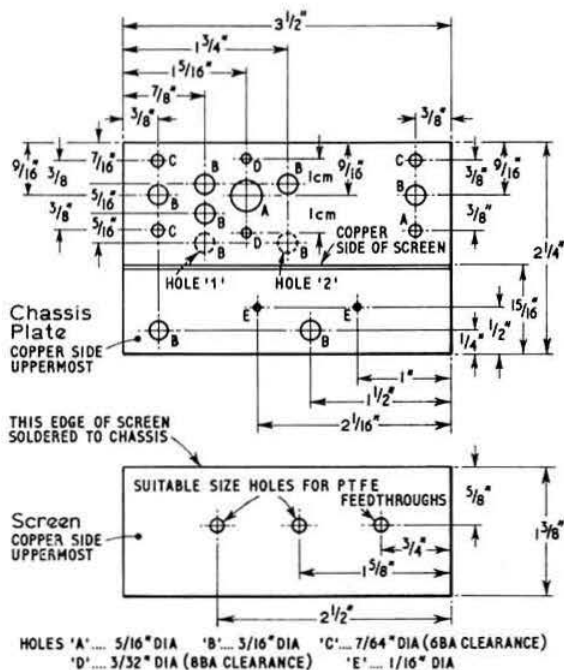 3 1/2"
1 3/4"
1 5/16"
7/8"
3/8" 3/8"
9/16" 3/8 7/16" C B D B 1cm 9/16" C 3/8" 9/16"
5/16" B A B
3/8" 5/16" B 1cm A 3/8"
C D COPPER SIDE OF SCREEN 2 1/4"
B B
HOLE '1' HOLE '2'
Chassis Plate
COPPER SIDE UPPERMOST
E E 15/16"
B B 1/4" 1/2"
1"
1 1/2"
2 1/16"
THIS EDGE OF SCREEN
SOLDERED TO CHASSIS
SUITABLE SIZE HOLES FOR PTFE
FEEDTHROUGHS
5/8"
Screen
COPPER SIDE
UPPERMOST
1 3/8"
3/4"
1 5/8"
2 1/2"
HOLES 'A'.... 5/16" DIA 'B'.... 3/16" DIA 'C'.... 7/64" DIA (6BA CLEARANCE)
'D'.... 3/32" DIA (8BA CLEARANCE) 'E'.... 1/16" DIA